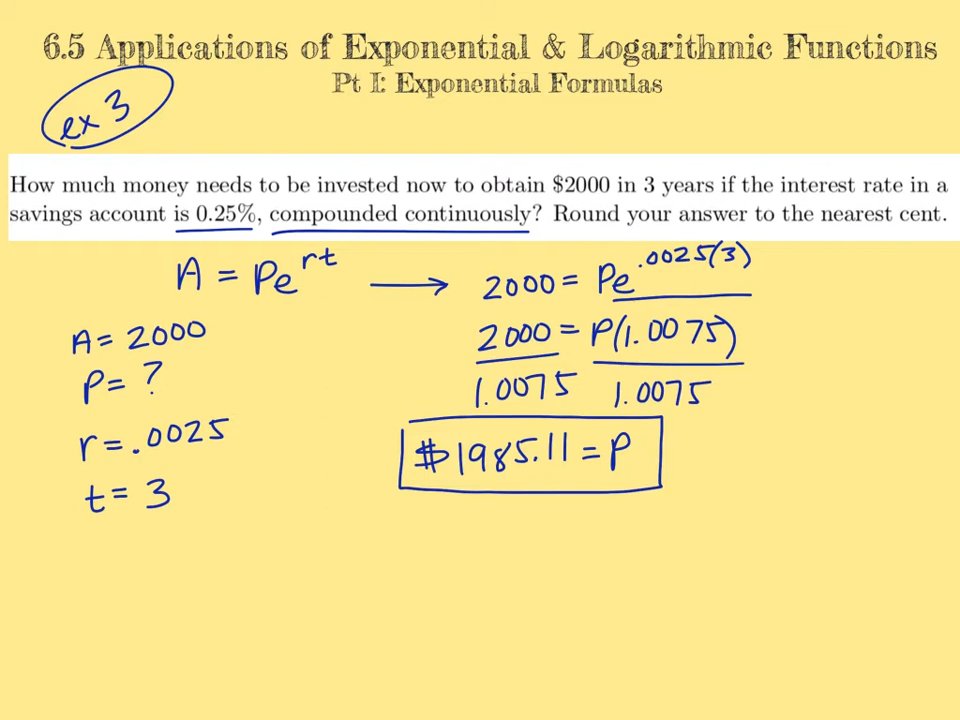 6.5 Applications of Exponential & Logarithmic Functions
Pt I: Exponential Formulas
ex 3
How much money needs to be invested now to obtain $2000 in 3 years if the interest rate in a
savings account is 0.25%, compounded continuously? Round your answer to the nearest cent.
A = Pe^rt → 2000 = Pe^.0025(3)
A = 2000
P = ?
r = .0025
t = 3
2000 = P(1.0075)
1.0075 1.0075
$1985.11 = P